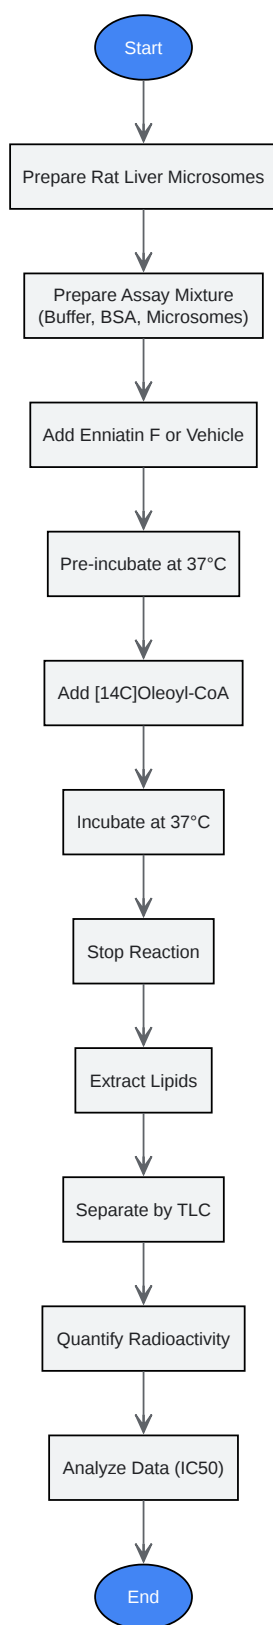 Start
Prepare Rat Liver Microsomes
Prepare Assay Mixture
(Buffer, BSA, Microsomes)
Add Enniatin F or Vehicle
Pre-incubate at 37°C
Add [14C]Oleoyl-CoA
Incubate at 37°C
Stop Reaction
Extract Lipids
Separate by TLC
Quantify Radioactivity
Analyze Data (IC50)
End